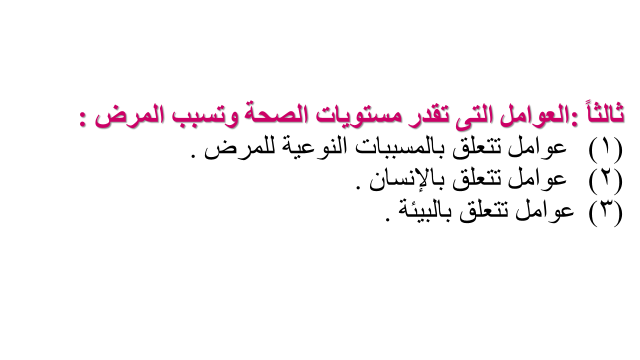 ثالثاً :العوامل التى تقدر مستويات الصحة وتسبب المرض :
(١) عوامل تتعلق بالمسببات النوعية للمرض .
(٢) عوامل تتعلق بالإنسان .
(٣) عوامل تتعلق بالبيئة .